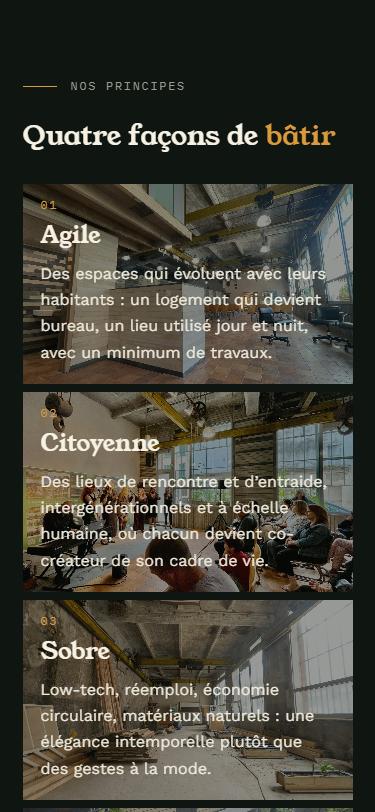 NOS PRINCIPES
Quatre façons de bâtir
01
Agile
Des espaces qui évoluent avec leurs
habitants : un logement qui devient
bureau, un lieu utilisé jour et nuit,
avec un minimum de travaux.
02
Citoyenne
Des lieux de rencontre et d’entraide,
intergénérationnels et à échelle
humaine, où chacun devient co-
créateur de son cadre de vie.
03
Sobre
Low-tech, réemploi, économie
circulaire, matériaux naturels : une
élégance intemporelle plutôt que
des gestes à la mode.